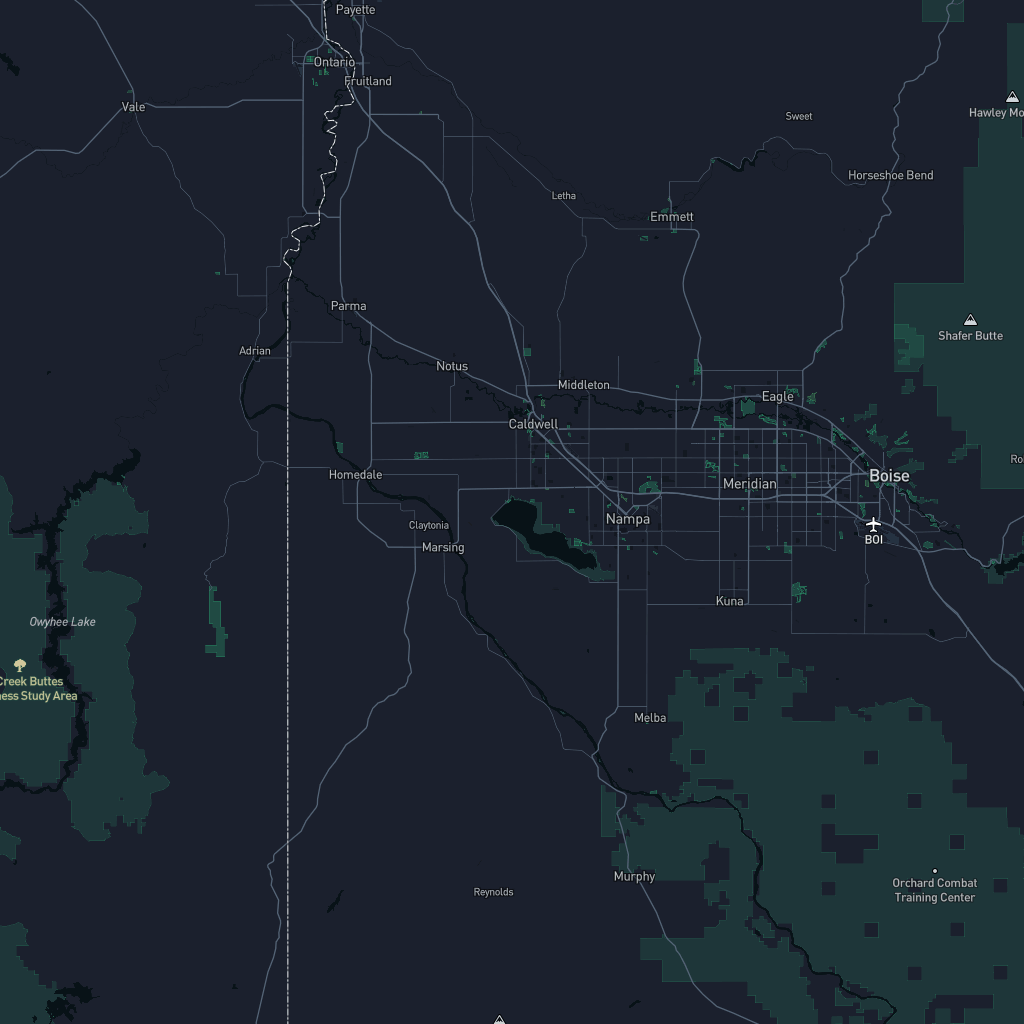 Payette
Ontario
Fruitland
Vale
Hawley Mo
Sweet
Horseshoe Bend
Letha
Emmett
Parma
Shafer Butte
Adrian
Notus
Middleton
Eagle
Caldwell
Ro
Homedale
Boise
Meridian
Nampa
Claytonia
BOI
Marsing
Kuna
Owyhee Lake
Creek Buttes
ness Study Area
Melba
Murphy
Reynolds
Orchard Combat
Training Center